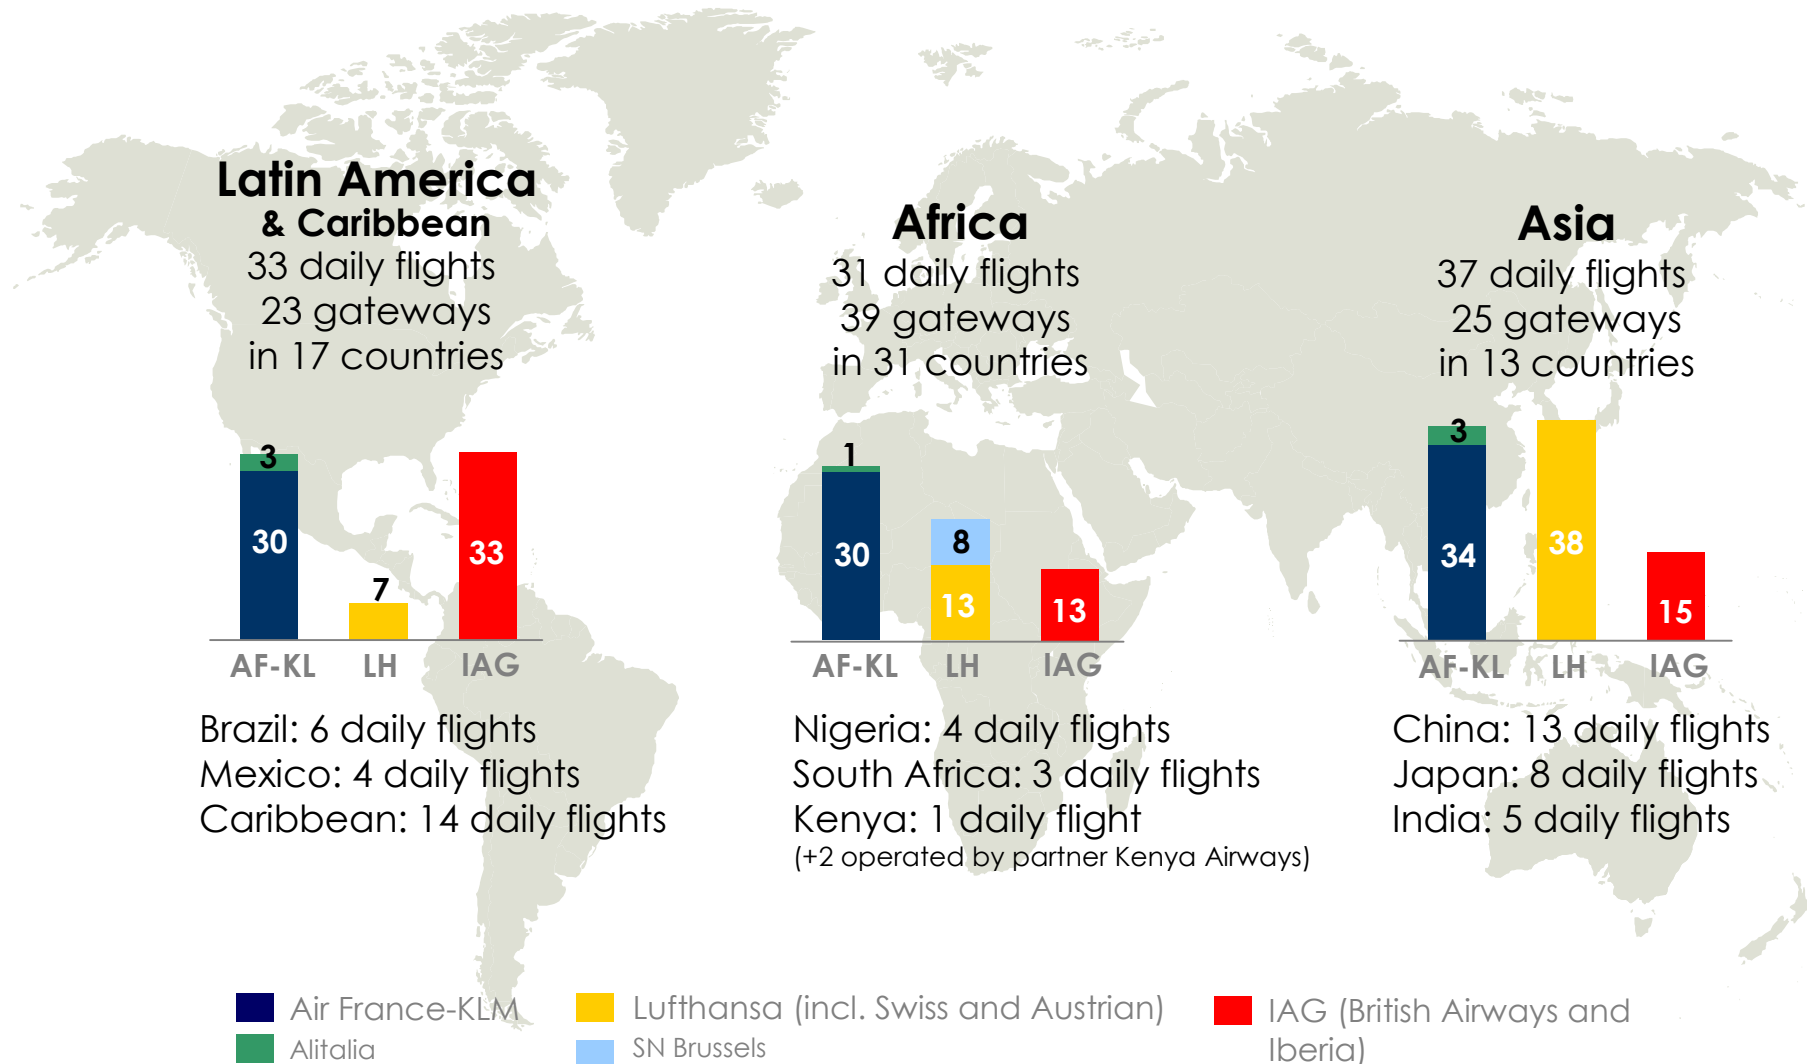 Latin America
& Caribbean
33 daily flights
23 gateways
in 17 countries
3
30
7
33
AF-KL LH IAG
Brazil: 6 daily flights
Mexico: 4 daily flights
Caribbean: 14 daily flights
Africa
31 daily flights
39 gateways
in 31 countries
1
30
8
13
13
AF-KL LH IAG
Nigeria: 4 daily flights
South Africa: 3 daily flights
Kenya: 1 daily flight
(+2 operated by partner Kenya Airways)
Asia
37 daily flights
25 gateways
in 13 countries
3
34
38
15
AF-KL LH IAG
China: 13 daily flights
Japan: 8 daily flights
India: 5 daily flights
Air France-KLM
Alitalia
Lufthansa (incl. Swiss and Austrian)
SN Brussels
IAG (British Airways and
Iberia)